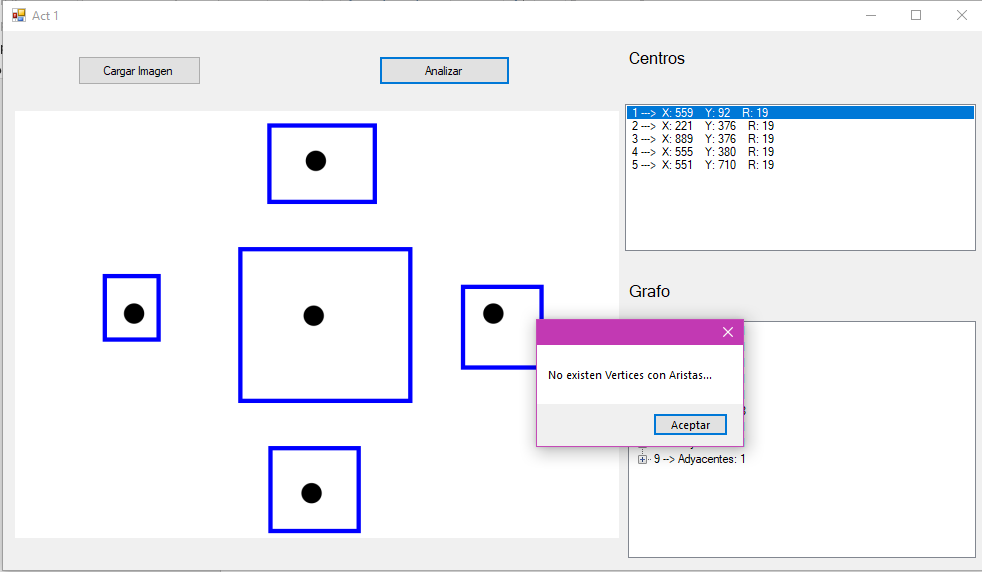 Act 1
Cargar Imagen
Analizar
Centros
1 ---> X: 559 Y: 92 R: 19
2 ---> X: 221 Y: 376 R: 19
3 ---> X: 889 Y: 376 R: 19
4 ---> X: 555 Y: 380 R: 19
5 ---> X: 551 Y: 710 R: 19
Grafo
No existen Vertices con Aristas...
Aceptar
9 --> Adyacentes: 1